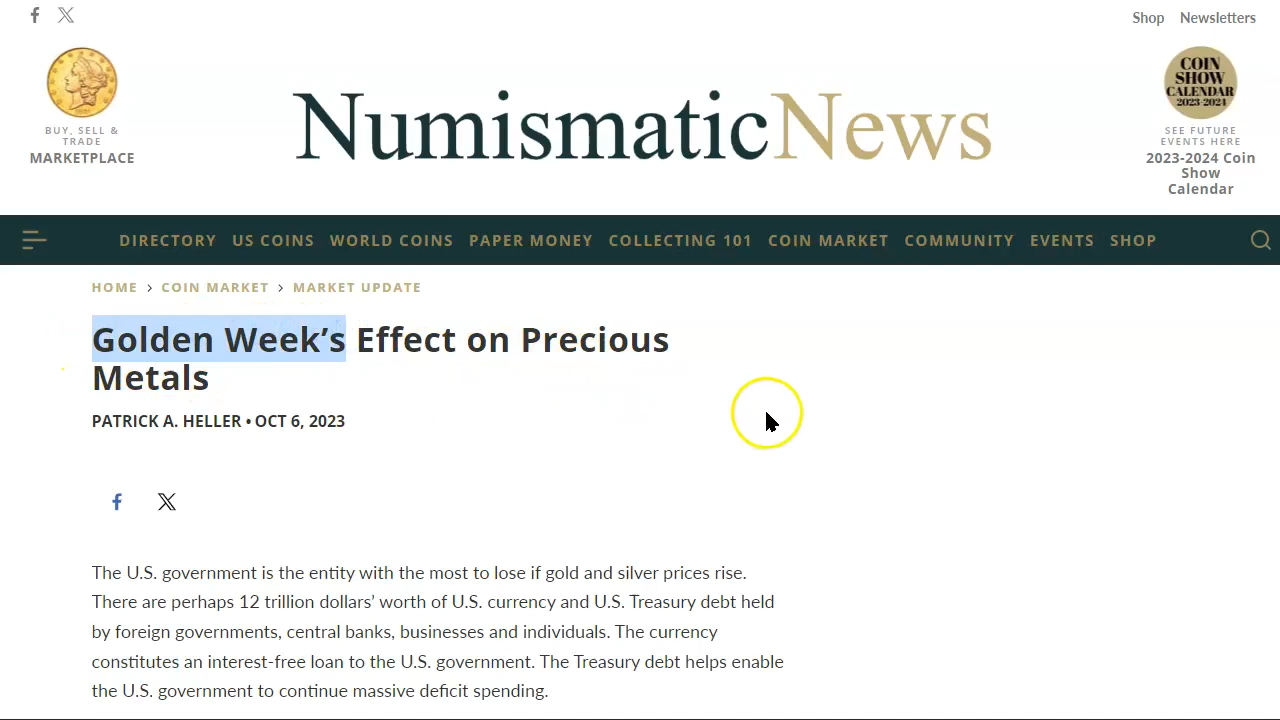 Shop Newsletters
BUY, SELL &
TRADE
MARKETPLACE
NumismaticNews
COIN
SHOW
CALENDAR
2023-2024
SEE FUTURE
EVENTS HERE
2023-2024 Coin
Show
Calendar
DIRECTORY US COINS WORLD COINS PAPER MONEY COLLECTING 101 COIN MARKET COMMUNITY EVENTS SHOP
HOME > COIN MARKET > MARKET UPDATE
Golden Week’s Effect on Precious
Metals
PATRICK A. HELLER • OCT 6, 2023
The U.S. government is the entity with the most to lose if gold and silver prices rise.
There are perhaps 12 trillion dollars’ worth of U.S. currency and U.S. Treasury debt held
by foreign governments, central banks, businesses and individuals. The currency
constitutes an interest-free loan to the U.S. government. The Treasury debt helps enable
the U.S. government to continue massive deficit spending.